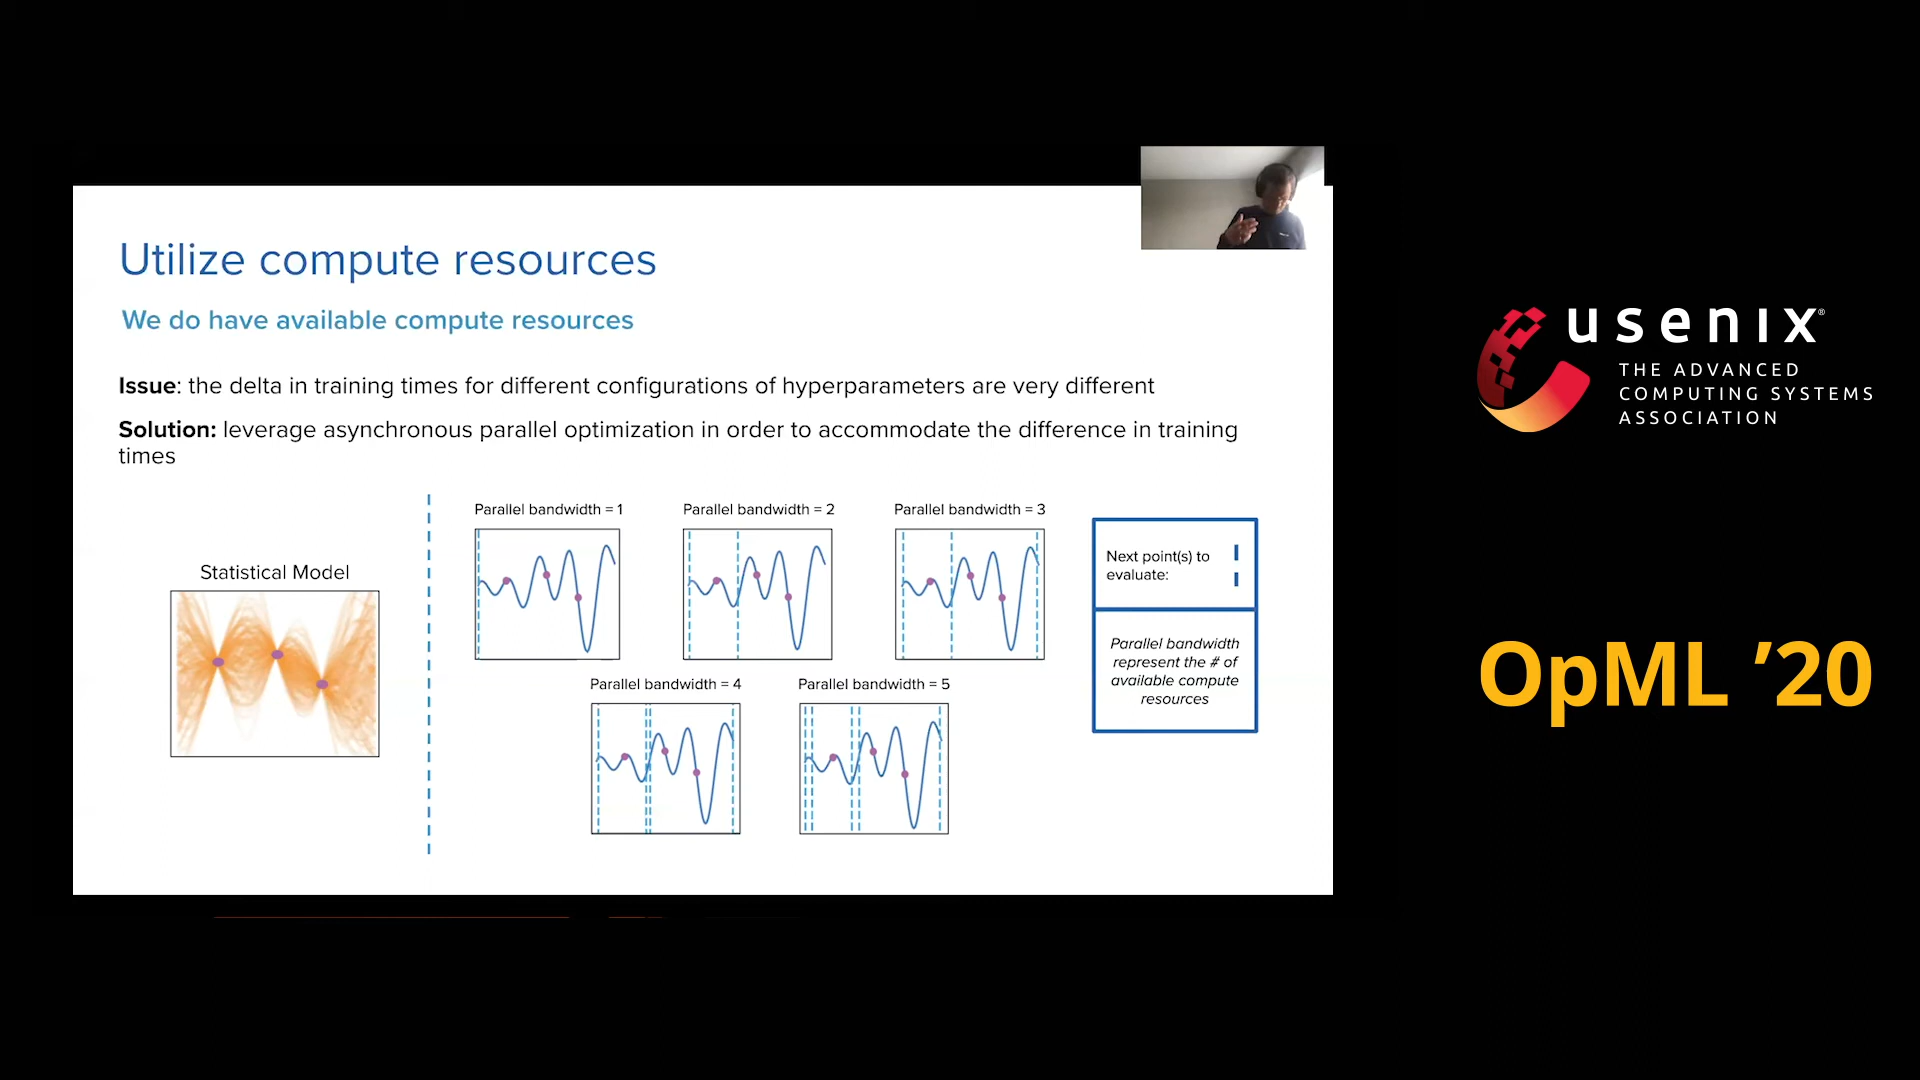 Utilize compute resources
We do have available compute resources
Issue: the delta in training times for different configurations of hyperparameters are very different
Solution: leverage asynchronous parallel optimization in order to accommodate the difference in training
times
Statistical Model
Parallel bandwidth = 1
Parallel bandwidth = 2
Parallel bandwidth = 3
Parallel bandwidth = 4
Parallel bandwidth = 5
Next point(s) to
evaluate:
Parallel bandwidth
represent the # of
available compute
resources
usenix®
THE ADVANCED
COMPUTING SYSTEMS
ASSOCIATION
OpML ’20